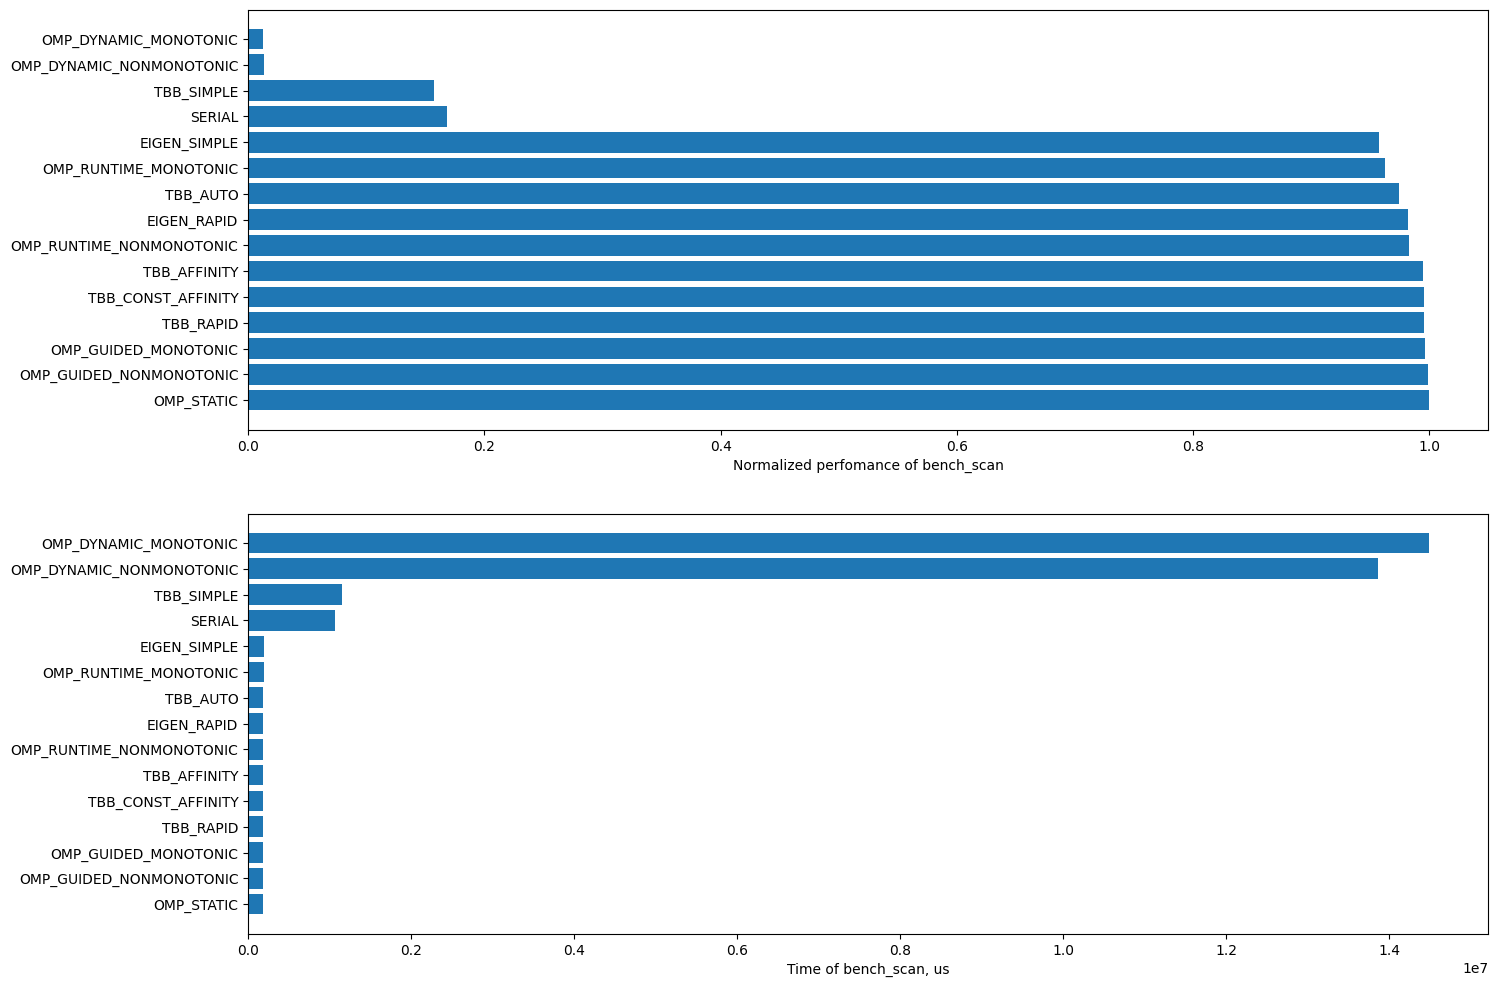 OMP_DYNAMIC_MONOTONIC
OMP_DYNAMIC_NONMONOTONIC
TBB_SIMPLE
SERIAL
EIGEN_SIMPLE
OMP_RUNTIME_MONOTONIC
TBB_AUTO
EIGEN_RAPID
OMP_RUNTIME_NONMONOTONIC
TBB_AFFINITY
TBB_CONST_AFFINITY
TBB_RAPID
OMP_GUIDED_MONOTONIC
OMP_GUIDED_NONMONOTONIC
OMP_STATIC
0.0 0.2 0.4 0.6 0.8 1.0
Normalized perfomance of bench_scan
OMP_DYNAMIC_MONOTONIC
OMP_DYNAMIC_NONMONOTONIC
TBB_SIMPLE
SERIAL
EIGEN_SIMPLE
OMP_RUNTIME_MONOTONIC
TBB_AUTO
EIGEN_RAPID
OMP_RUNTIME_NONMONOTONIC
TBB_AFFINITY
TBB_CONST_AFFINITY
TBB_RAPID
OMP_GUIDED_MONOTONIC
OMP_GUIDED_NONMONOTONIC
OMP_STATIC
0.0 0.2 0.4 0.6 0.8 1.0 1.2 1.4
Time of bench_scan, us
1e7